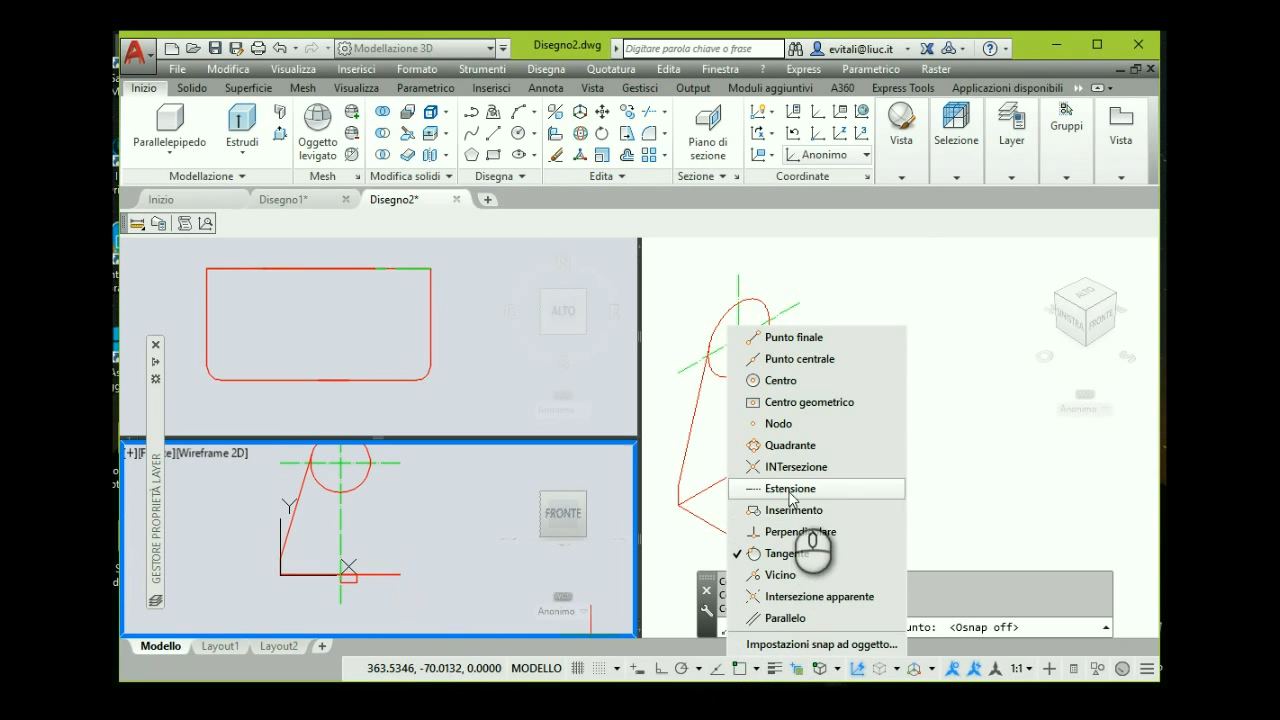 Modellazione 3D
Disegno2.dwg
Digitare parola chiave o frase
evitali@liuc.it
File Modifica Visualizza Inserisci Formato Strumenti Disegna Quotatura Edita Finestra ? Express Parametrico Raster
Inizio Solido Superficie Mesh Visualizza Parametrico Inserisci Annota Vista Gestisci Output Moduli aggiuntivi A360 Express Tools Applicazioni disponibili
Parallelepipedo Estrudi Oggetto levigato Piano di sezione Anonimo Vista Selezione Layer Gruppi Vista
Modellazione Mesh Modifica solidi Disegna Edita Sezione Coordinate
Inizio Disegno1* Disegno2*
ALTO
ALTO
FRONTE
Anonimo
Anonimo
GESTORE PROPRIETÀ LAYER
[Wireframe 2D]
Y
X
FRONTE
Anonimo
Punto finale
Punto centrale
Centro
Centro geometrico
Nodo
Quadrante
INTersezione
Estensione
Inserimento
Parallelo
Vicino
Intersezione apparente
Impostazioni snap ad oggetto...
<Osnap off>
Modello Layout1 Layout2
363.5346, -70.0132, 0.0000 MODELLO 1:1